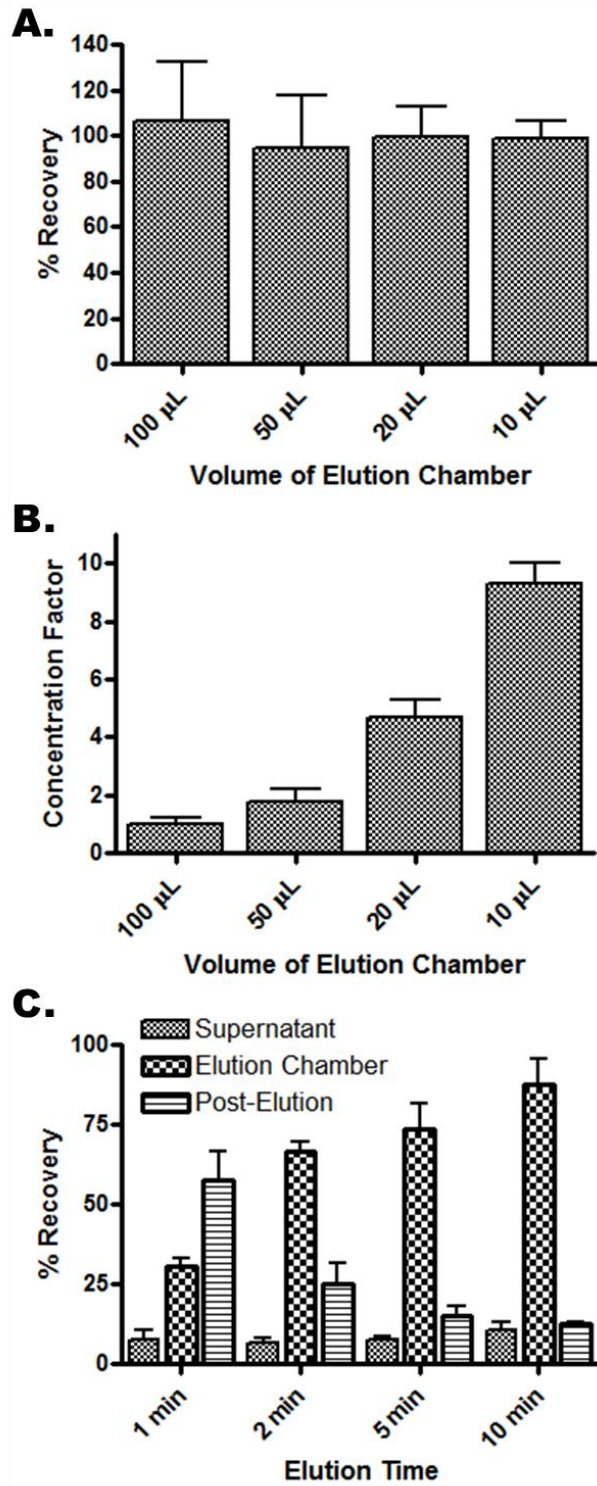 A.
140
120
100
80
60
40
20
0
% Recovery
100 µL
50 µL
20 µL
10 µL
Volume of Elution Chamber
B.
10
8
6
4
2
0
Concentration Factor
100 µL
50 µL
20 µL
10 µL
Volume of Elution Chamber
C.
Supernatant
Elution Chamber
Post-Elution
100
75
50
25
0
% Recovery
1 min
2 min
5 min
10 min
Elution Time